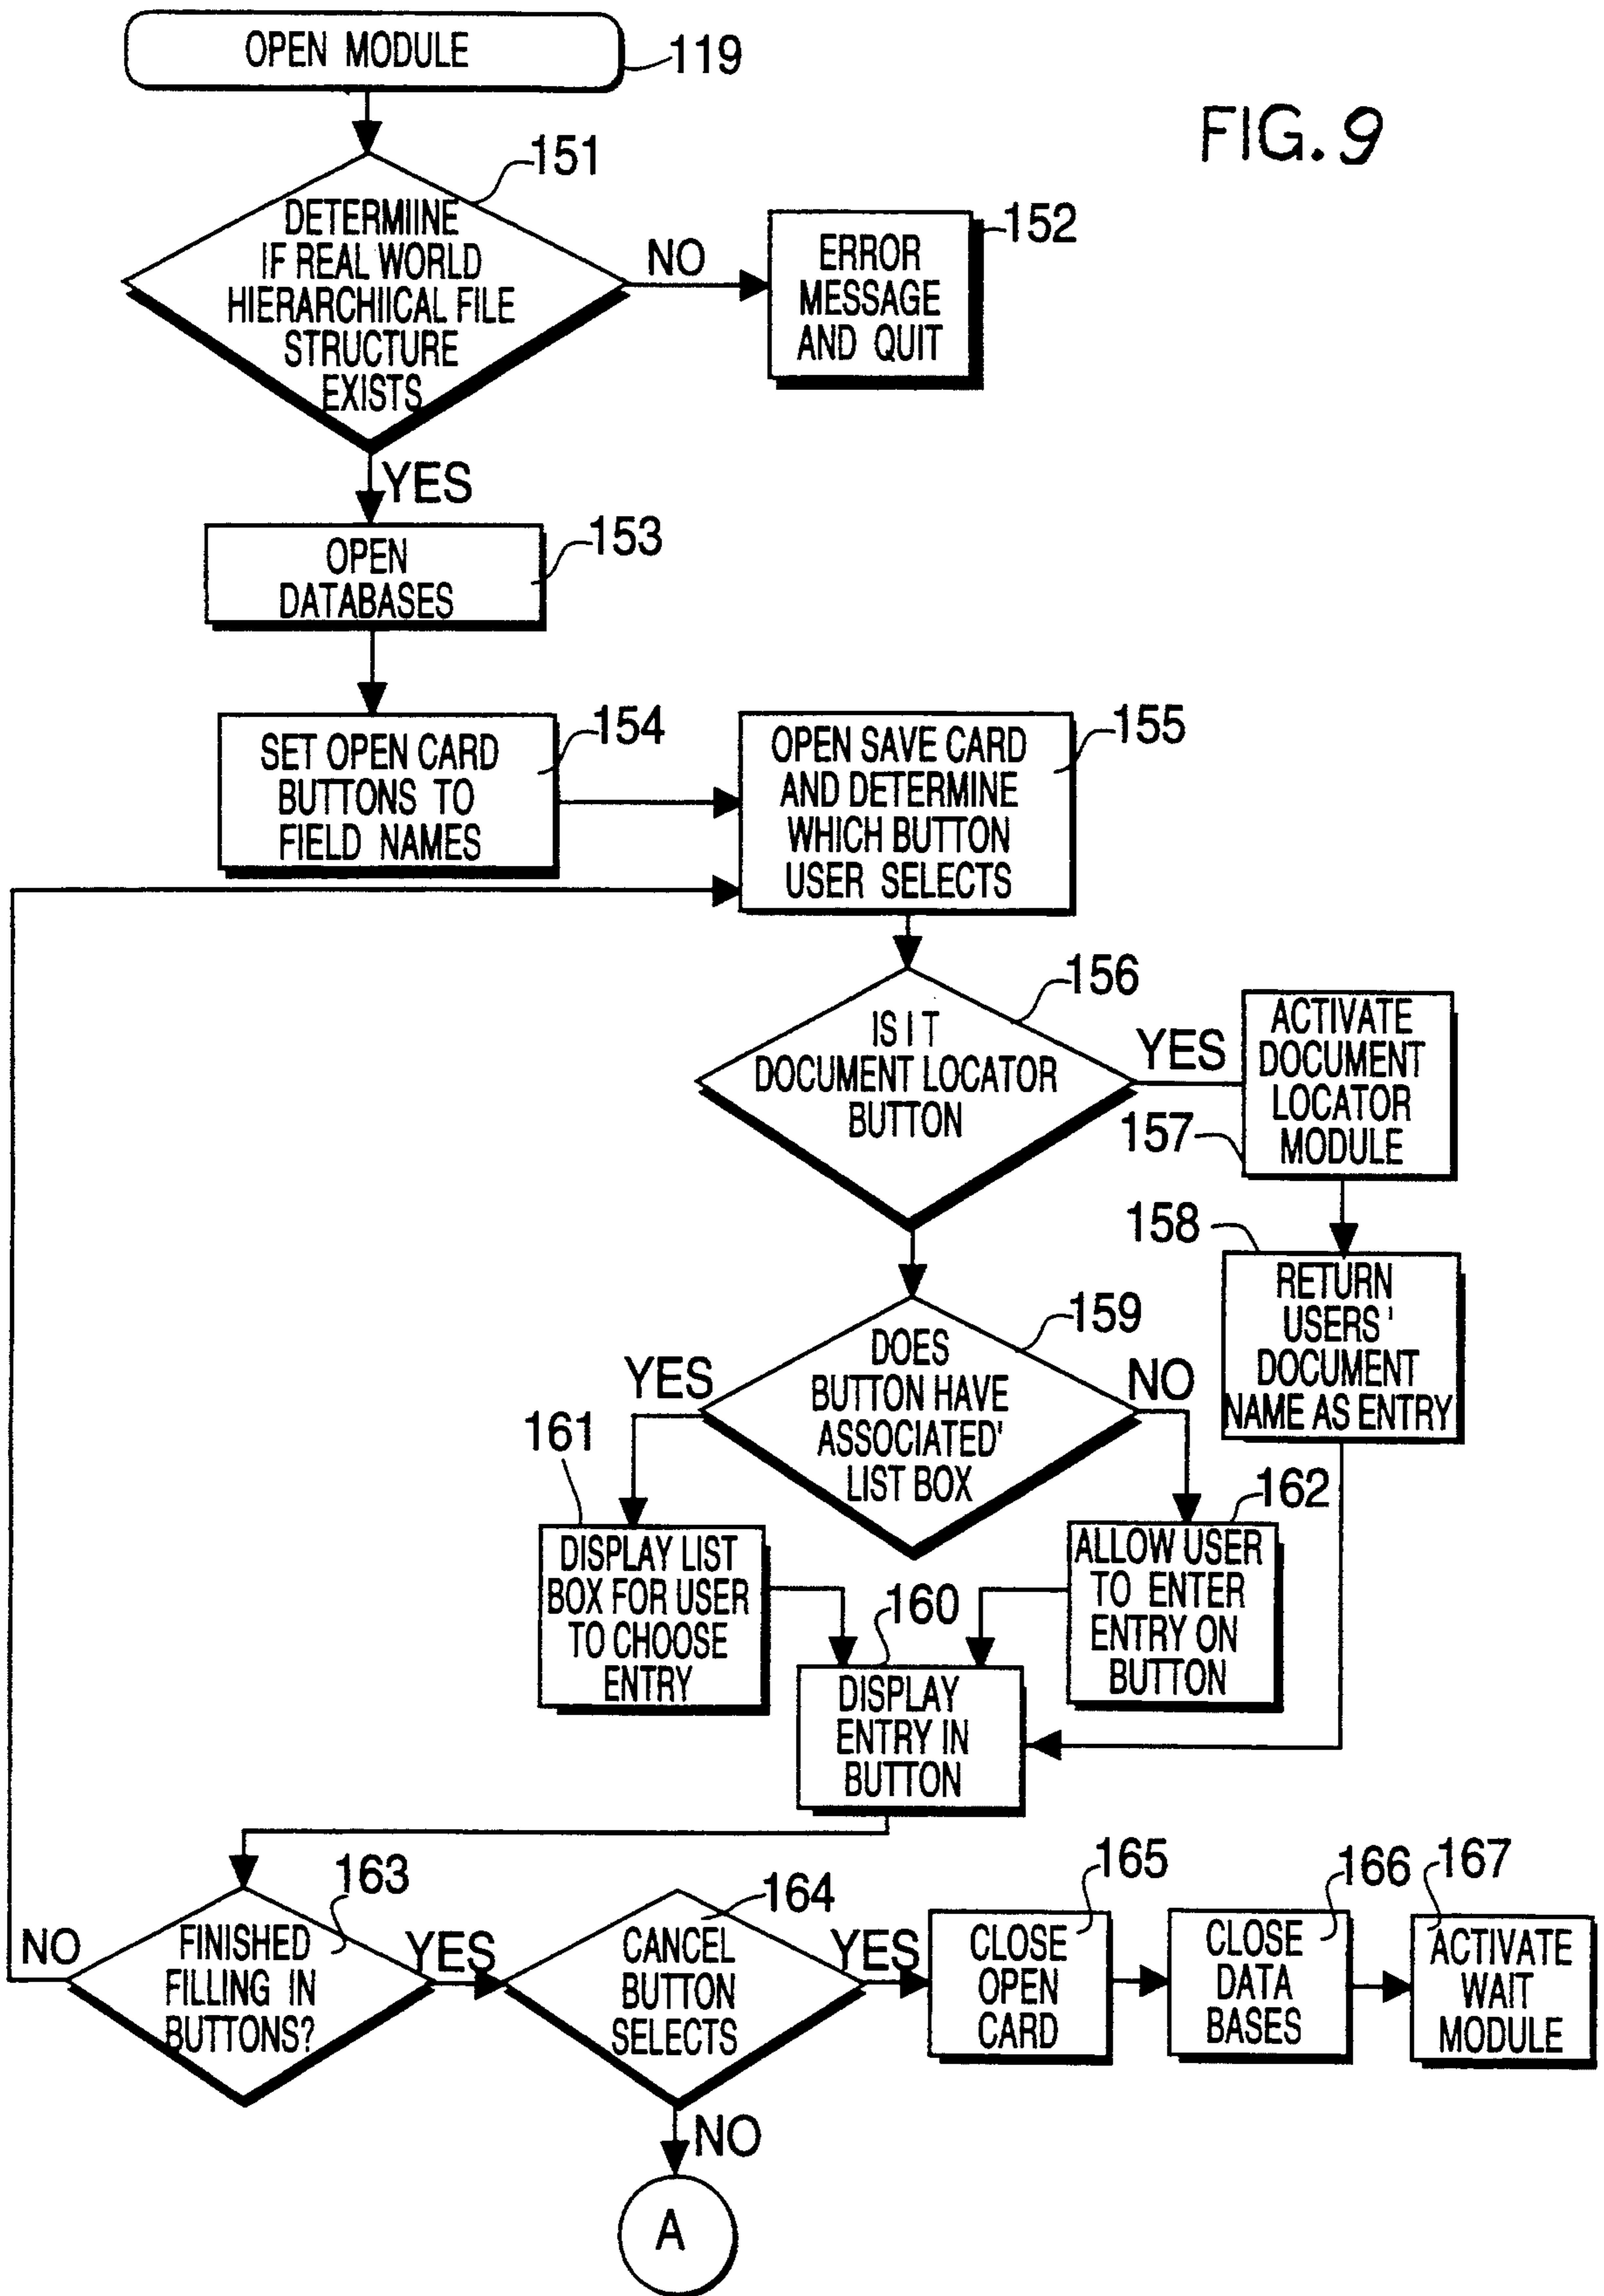 OPEN MODULE
119
FIG. 9
151
DETERMIINE
IF REAL WORLD
HIERARCHIICAL FILE
STRUCTURE
EXISTS
NO
152
ERROR
MESSAGE
AND QUIT
YES
153
OPEN
DATABASES
154
SET OPEN CARD
BUTTONS TO
FIELD NAMES
155
OPEN SAVE CARD
AND DETERMINE
WHICH BUTTON
USER SELECTS
156
IS IT
DOCUMENT LOCATOR
BUTTON
YES
157
ACTIVATE
DOCUMENT
LOCATOR
MODULE
158
RETURN
USERS'
DOCUMENT
NAME AS ENTRY
159
DOES
BUTTON HAVE
ASSOCIATED'
LIST BOX
YES
NO
161
DISPLAY LIST
BOX FOR USER
TO CHOOSE
ENTRY
162
ALLOW USER
TO ENTER
ENTRY ON
BUTTON
160
DISPLAY
ENTRY IN
BUTTON
163
FINISHED
FILLING IN
BUTTONS?
NO
YES
164
CANCEL
BUTTON
SELECTS
YES
165
CLOSE
OPEN
CARD
166
CLOSE
DATA
BASES
167
ACTIVATE
WAIT
MODULE
NO
A